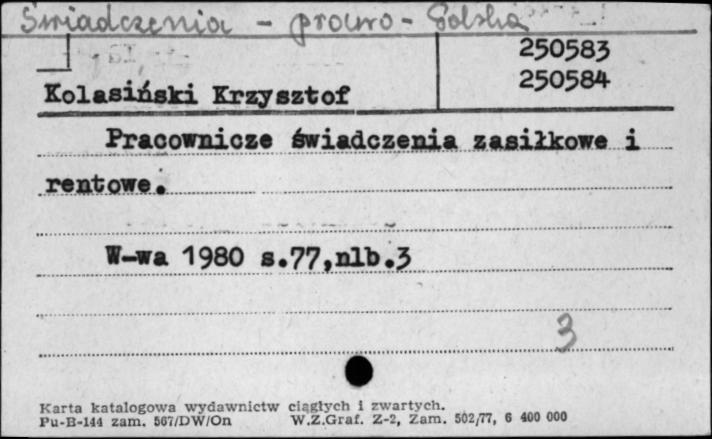 Świadczenia - prawo - Polska
250583
250584
Kolasiński Krzysztof
Pracownicze świadczenia zasiłkowe i
rentowe.
W-wa 1980 s.77,nlb.3
3
Karta katalogowa wydawnictw ciągłych i zwartych.
Pu-B-144 zam. 567/DW/On W.Z.Graf. Z-2, Zam. 502/77, 6 400 000